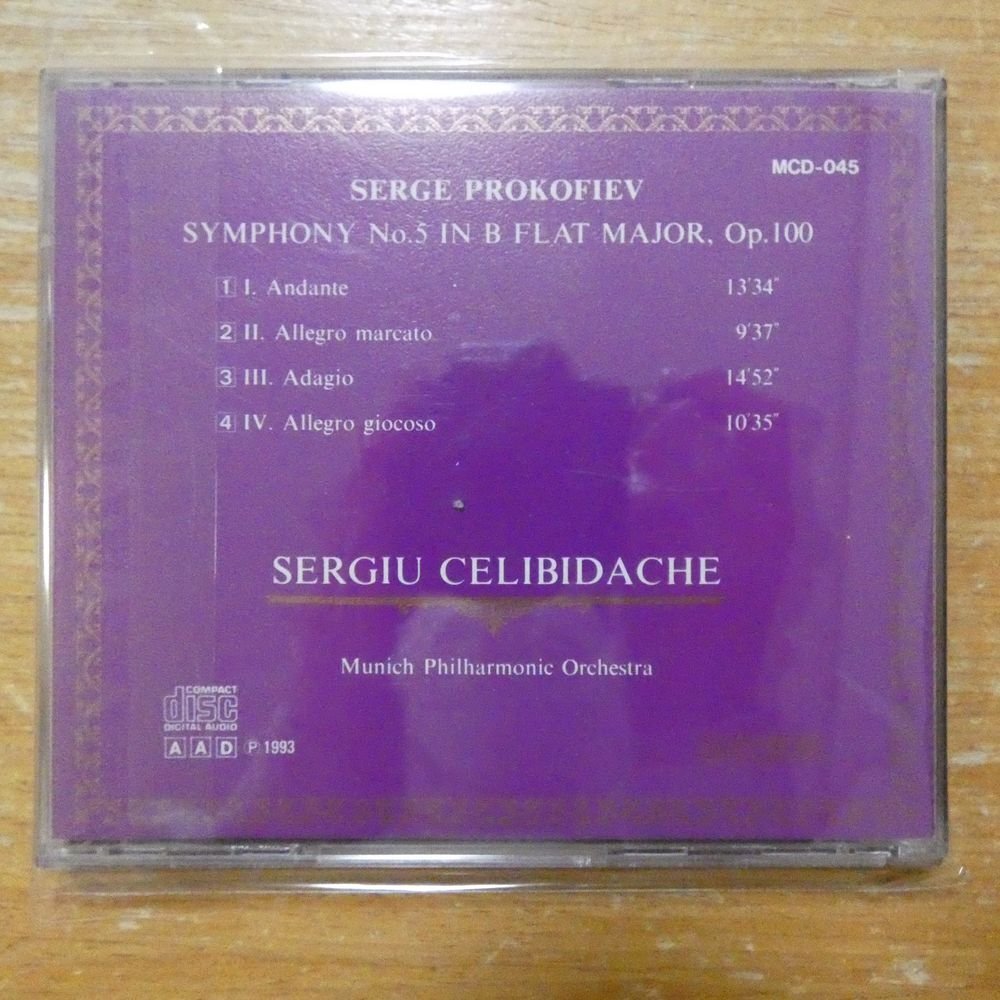 MCD-045
SERGE PROKOFIEV
SYMPHONY No.5 IN B FLAT MAJOR, Op.100
1 I. Andante 13'34"
2 II. Allegro marcato 9'37"
3 III. Adagio 14'52"
4 IV. Allegro giocoso 10'35"
SERGIU CELIBIDACHE
Munich Philharmonic Orchestra
COMPACT
disc
DIGITAL AUDIO
A A D ℗ 1993